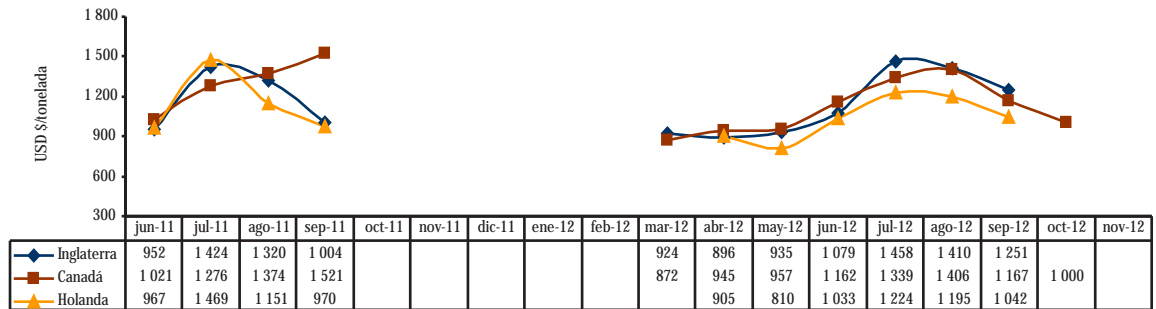 1 800
1 500
1 200
900
600
300
USD $/tonelada
jun-11 jul-11 ago-11 sep-11 oct-11 nov-11 dic-11 ene-12 feb-12 mar-12 abr-12 may-12 jun-12 jul-12 ago-12 sep-12 oct-12 nov-12
Inglaterra 952 1 424 1 320 1 004 924 896 935 1 079 1 458 1 410 1 251
Canadá 1 021 1 276 1 374 1 521 872 945 957 1 162 1 339 1 406 1 167 1 000
Holanda 967 1 469 1 151 970 905 810 1 033 1 224 1 195 1 042